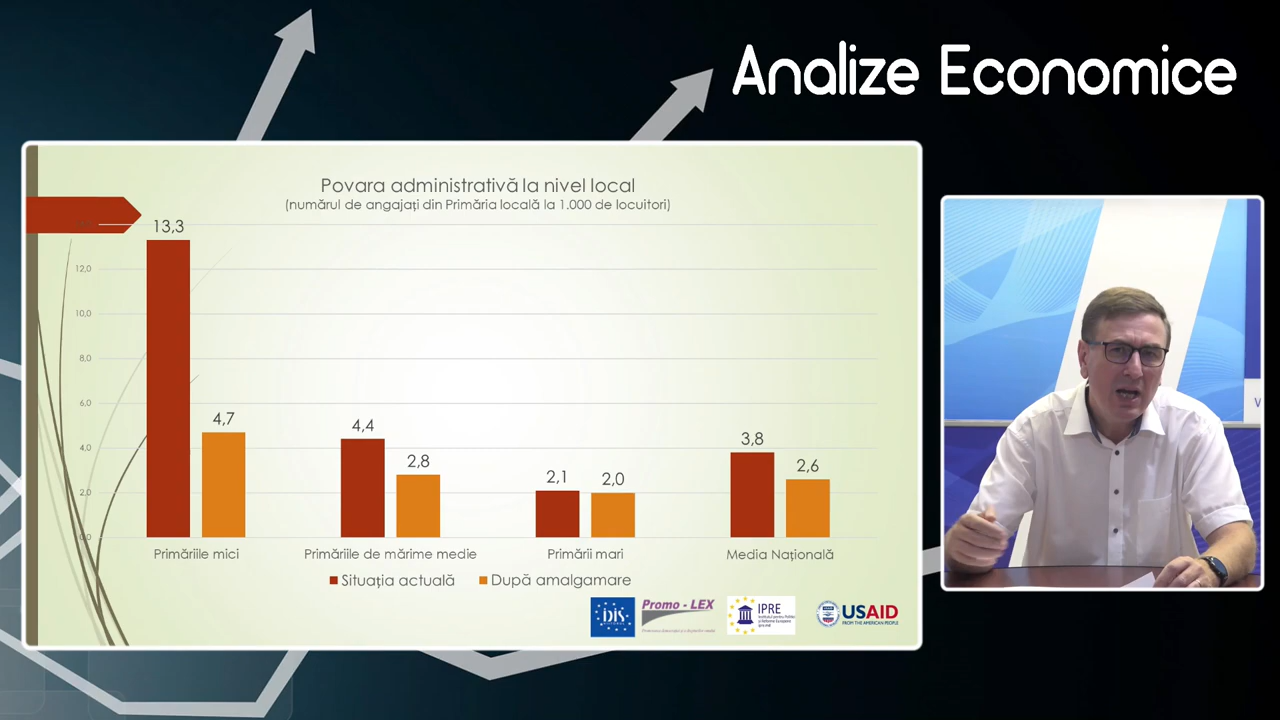 Analize Economice
Povara administrativă la nivel local
(numărul de angajați din Primăria locală la 1.000 de locuitori)
13,3
12,0
10,0
8,0
6,0
4,0
2,0
0,0
4,7
4,4
2,8
2,1
2,0
3,8
2,6
Primăriile mici
Primăriile de mărime medie
Primării mari
Media Națională
Situația actuală
După amalgamare
DIS
Promo - LEX
IPRE
USAID
FROM THE AMERICAN PEOPLE